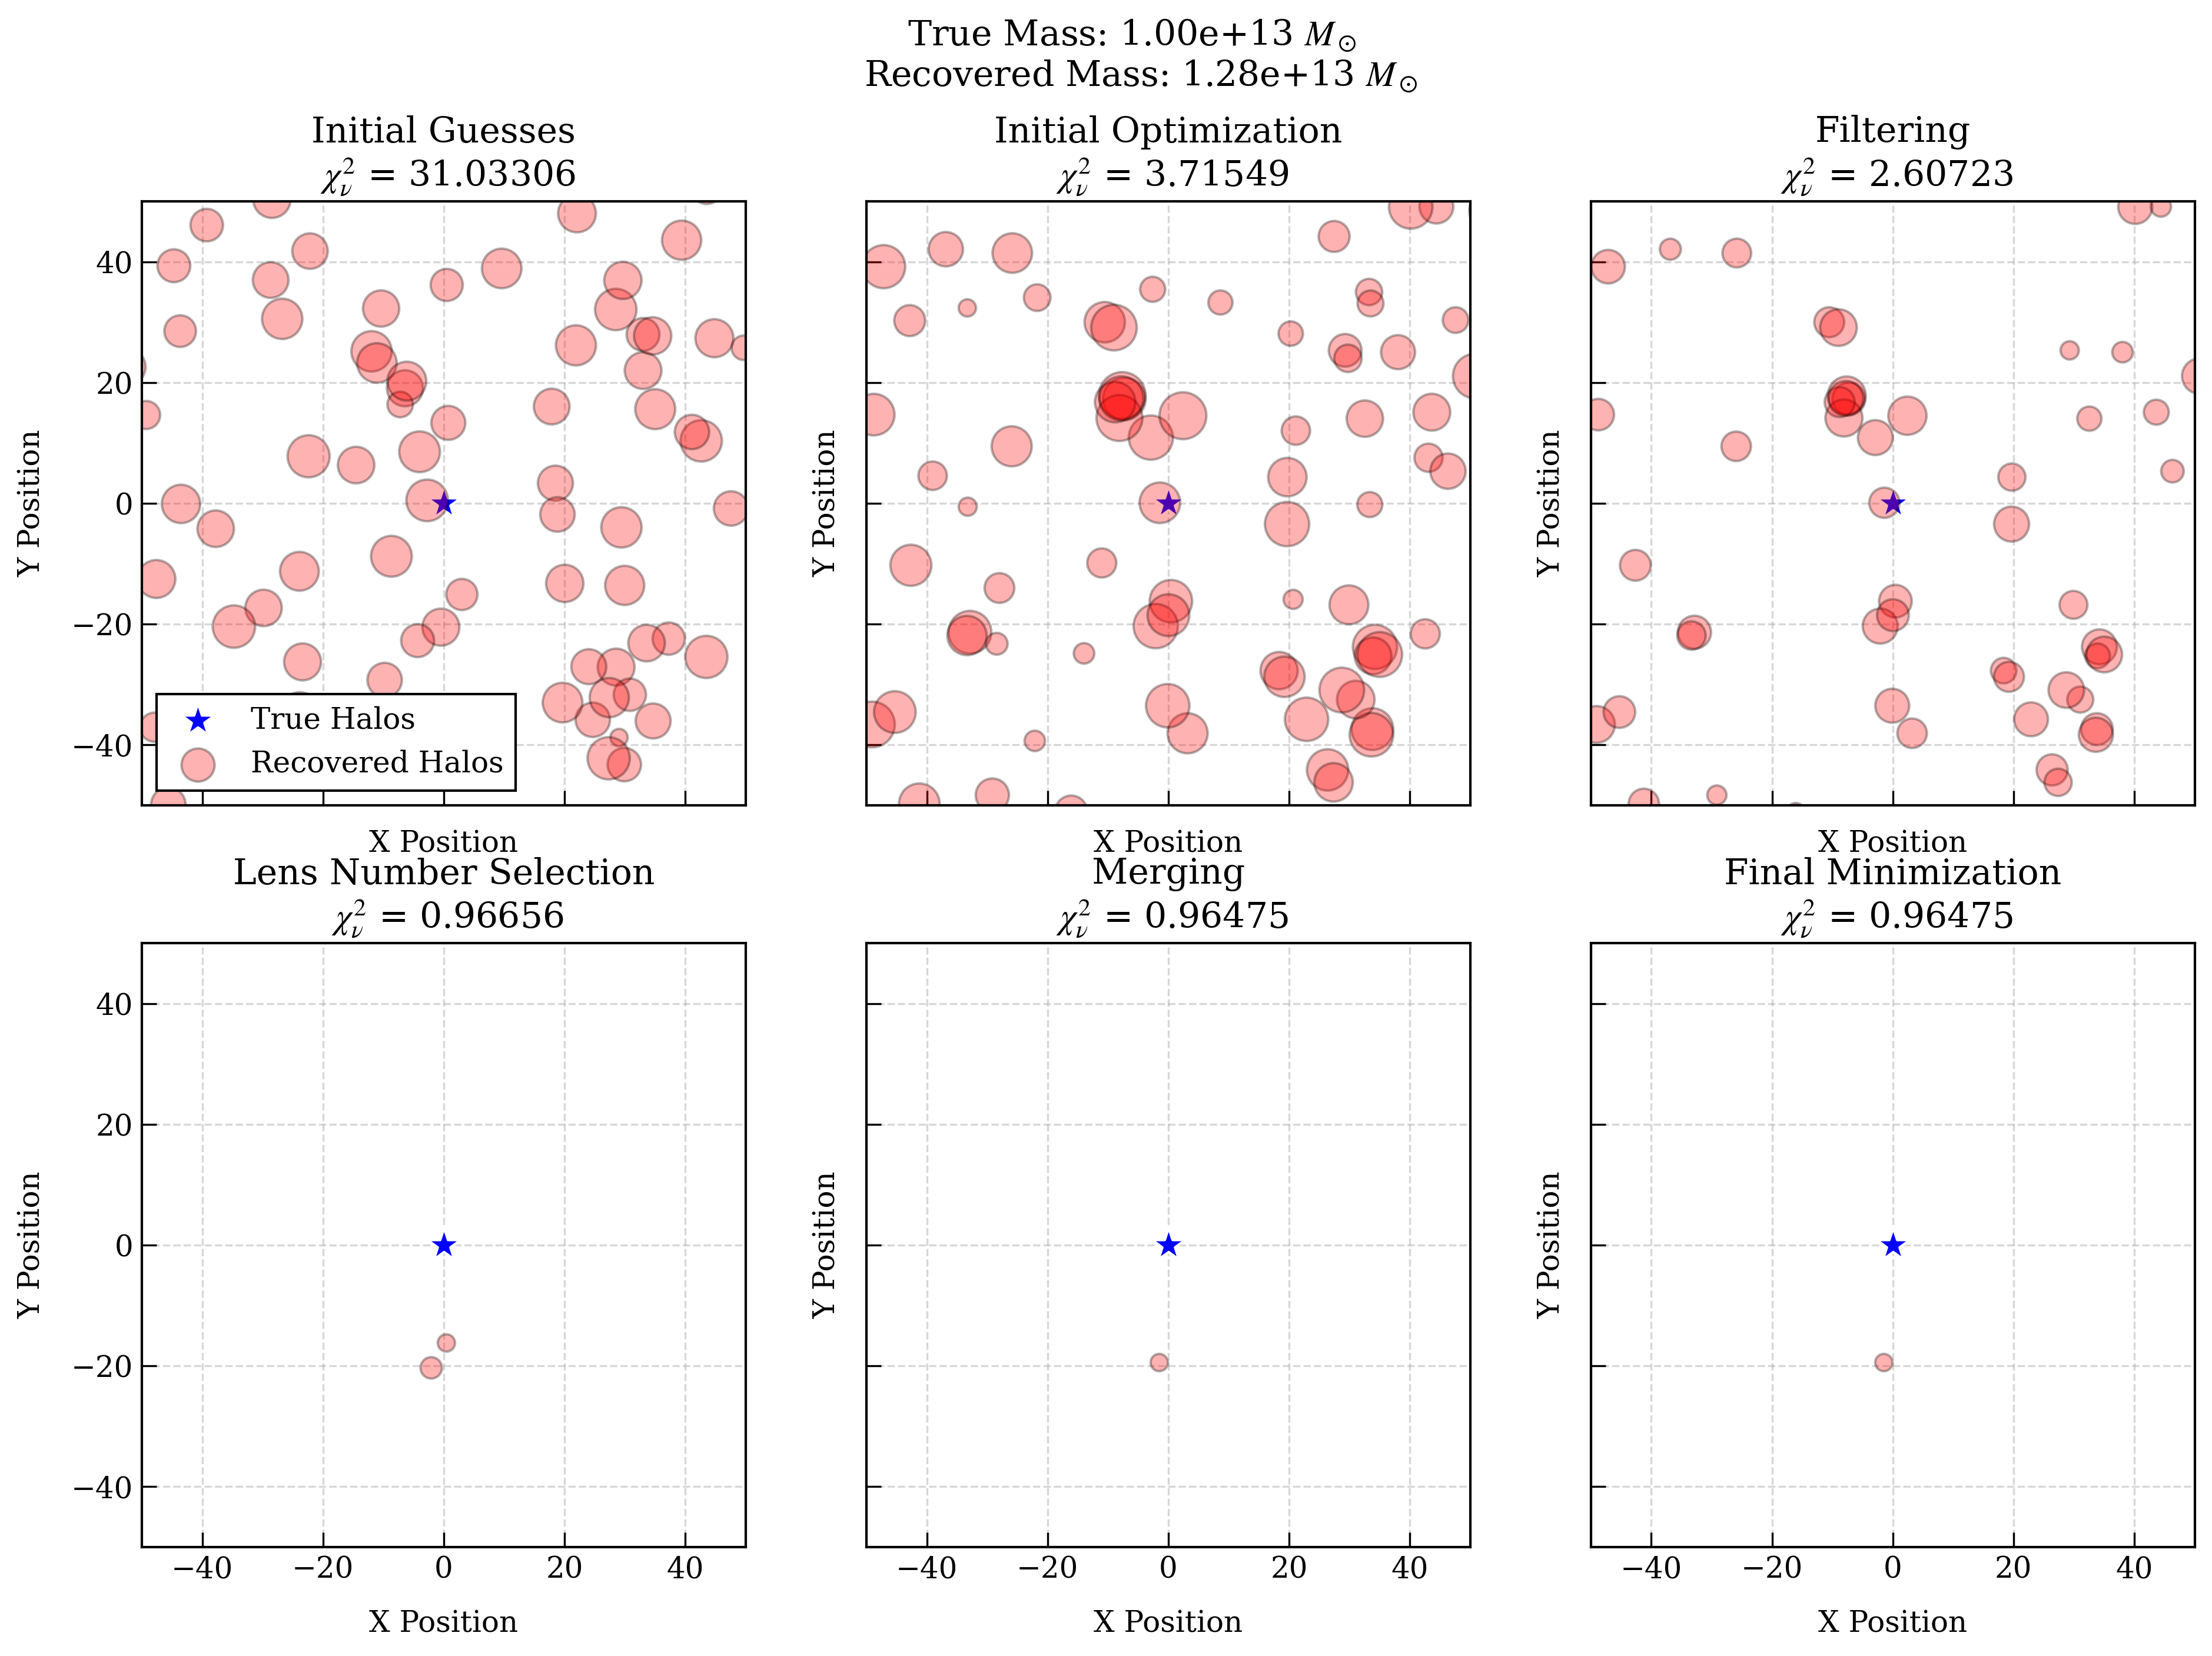 True Mass: 1.00e+13 M⊙
Recovered Mass: 1.28e+13 M⊙
Initial Guesses
χ²ν = 31.03306
Initial Optimization
χ²ν = 3.71549
Filtering
χ²ν = 2.60723
Y Position
40
20
0
−20
−40
True Halos
Recovered Halos
X Position
Y Position
X Position
Y Position
X Position
Lens Number Selection
χ²ν = 0.96656
Merging
χ²ν = 0.96475
Final Minimization
χ²ν = 0.96475
Y Position
40
20
0
−20
−40
−40 −20 0 20 40
X Position
Y Position
−40 −20 0 20 40
X Position
Y Position
−40 −20 0 20 40
X Position